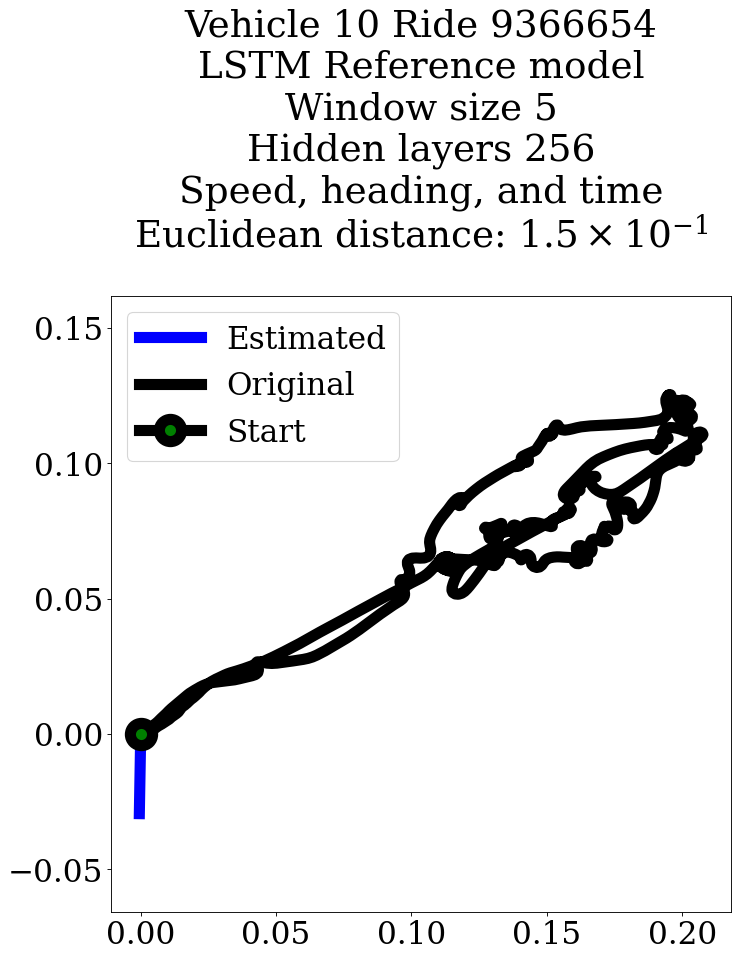 Vehicle 10 Ride 9366654
LSTM Reference model
Window size 5
Hidden layers 256
Speed, heading, and time
Euclidean distance: 1.5 × 10⁻¹
Estimated
Original
Start
0.15
0.10
0.05
0.00
−0.05
0.00 0.05 0.10 0.15 0.20